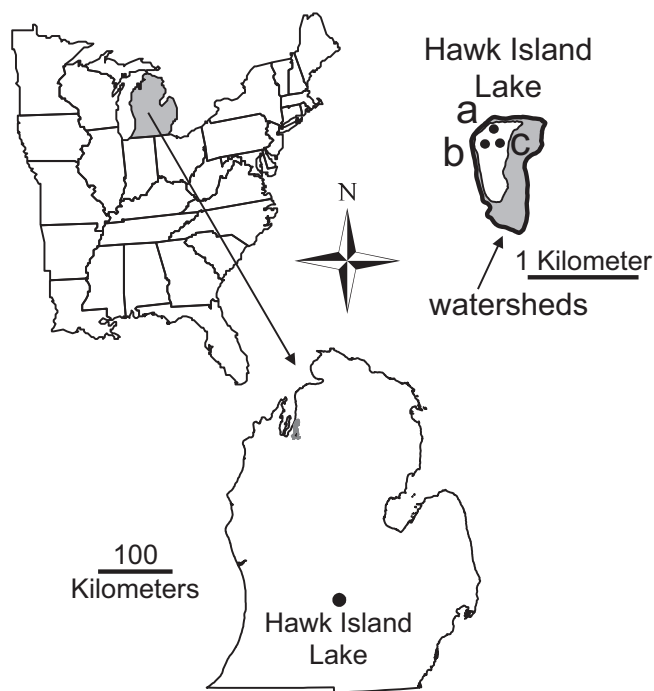 Hawk Island
Lake
a
b
c
N
1 Kilometer
watersheds
100
Kilometers
Hawk Island
Lake